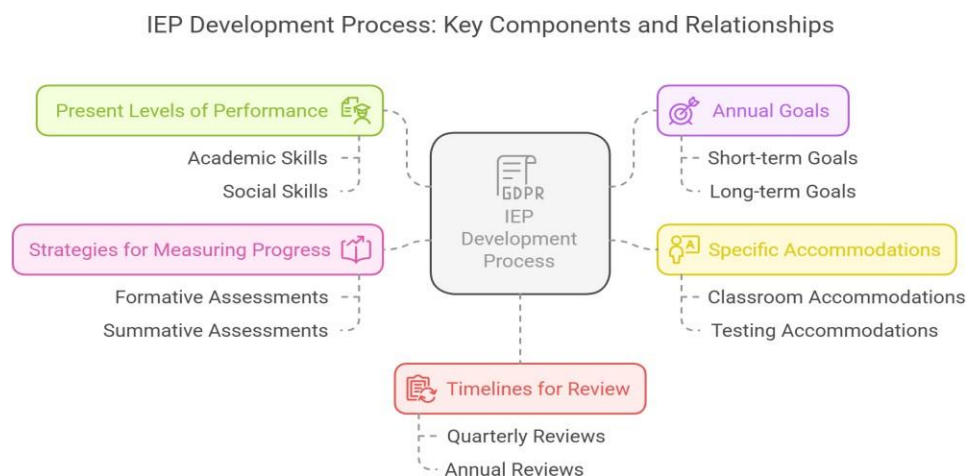 IEP Development Process: Key Components and Relationships
Present Levels of Performance
Academic Skills
Social Skills
Strategies for Measuring Progress
Formative Assessments
Summative Assessments
GDPR
IEP
Development
Process
Annual Goals
Short-term Goals
Long-term Goals
A
Specific Accommodations
Classroom Accommodations
Testing Accommodations
Timelines for Review
Quarterly Reviews
Annual Reviews